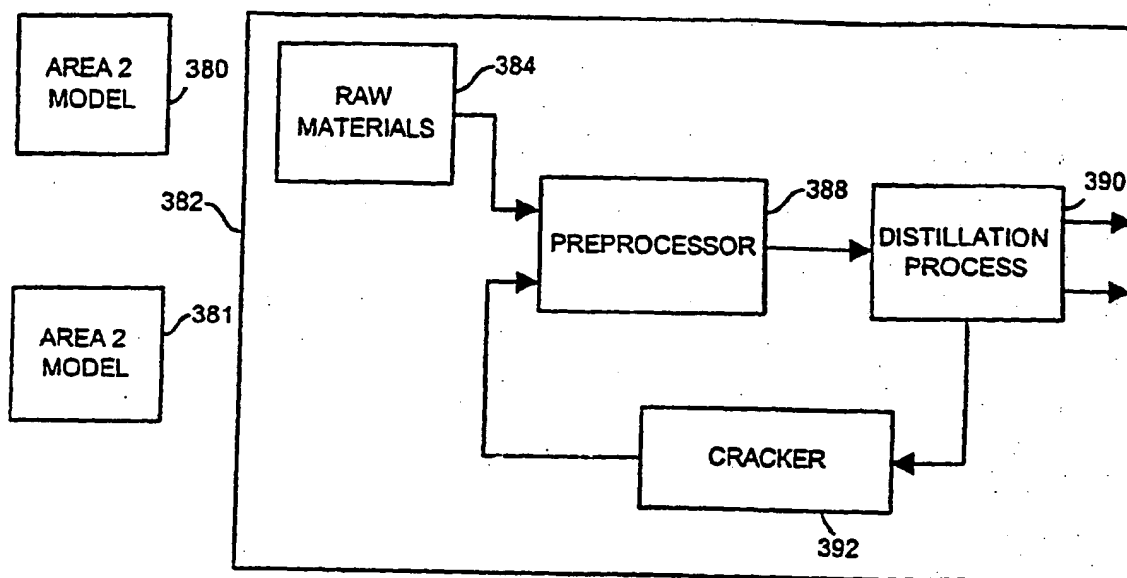 AREA 2
MODEL
380
RAW
MATERIALS
384
382
PREPROCESSOR
388
DISTILLATION
PROCESS
390
AREA 2
MODEL
381
CRACKER
392